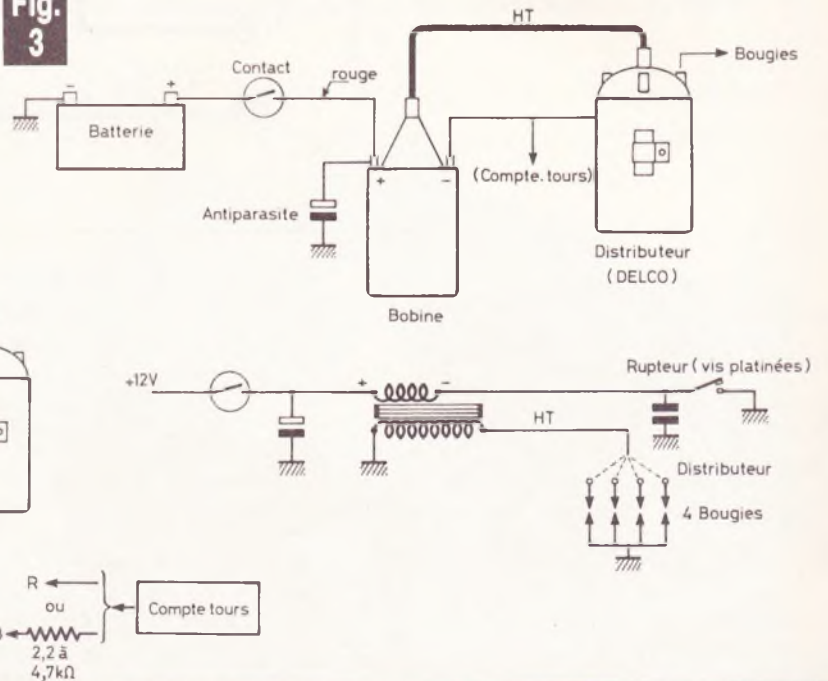 Fig.
3
HT
Bougies
Contact
rouge
- +
Batterie
+ -
(Compte.tours)
Antiparasite
Distributeur
(DELCO)
Bobine
+12V
+ -
Rupteur (vis platinées)
HT
Distributeur
4 Bougies
R
ou
Compte tours
2,2 à
4,7kΩ